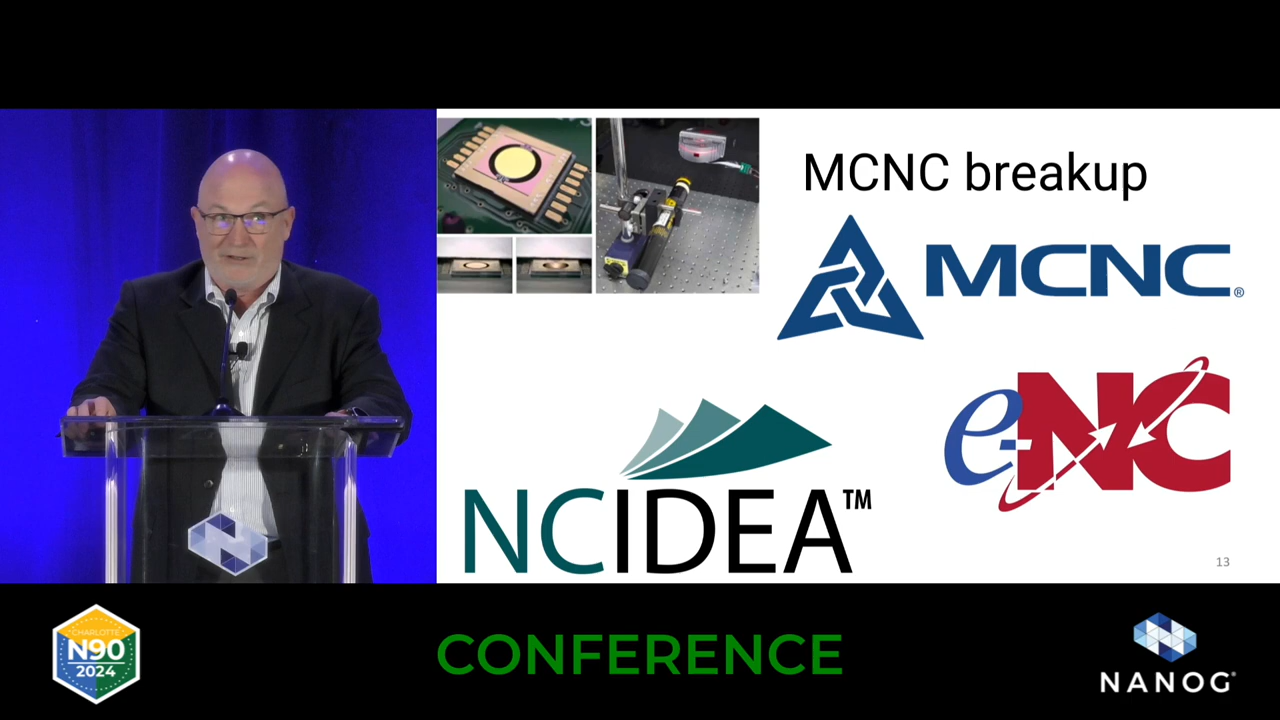 MCNC breakup
MCNC®
e-NC
NCIDEA™
13
CHARLOTTE
N90
2024
CONFERENCE
NANOG®